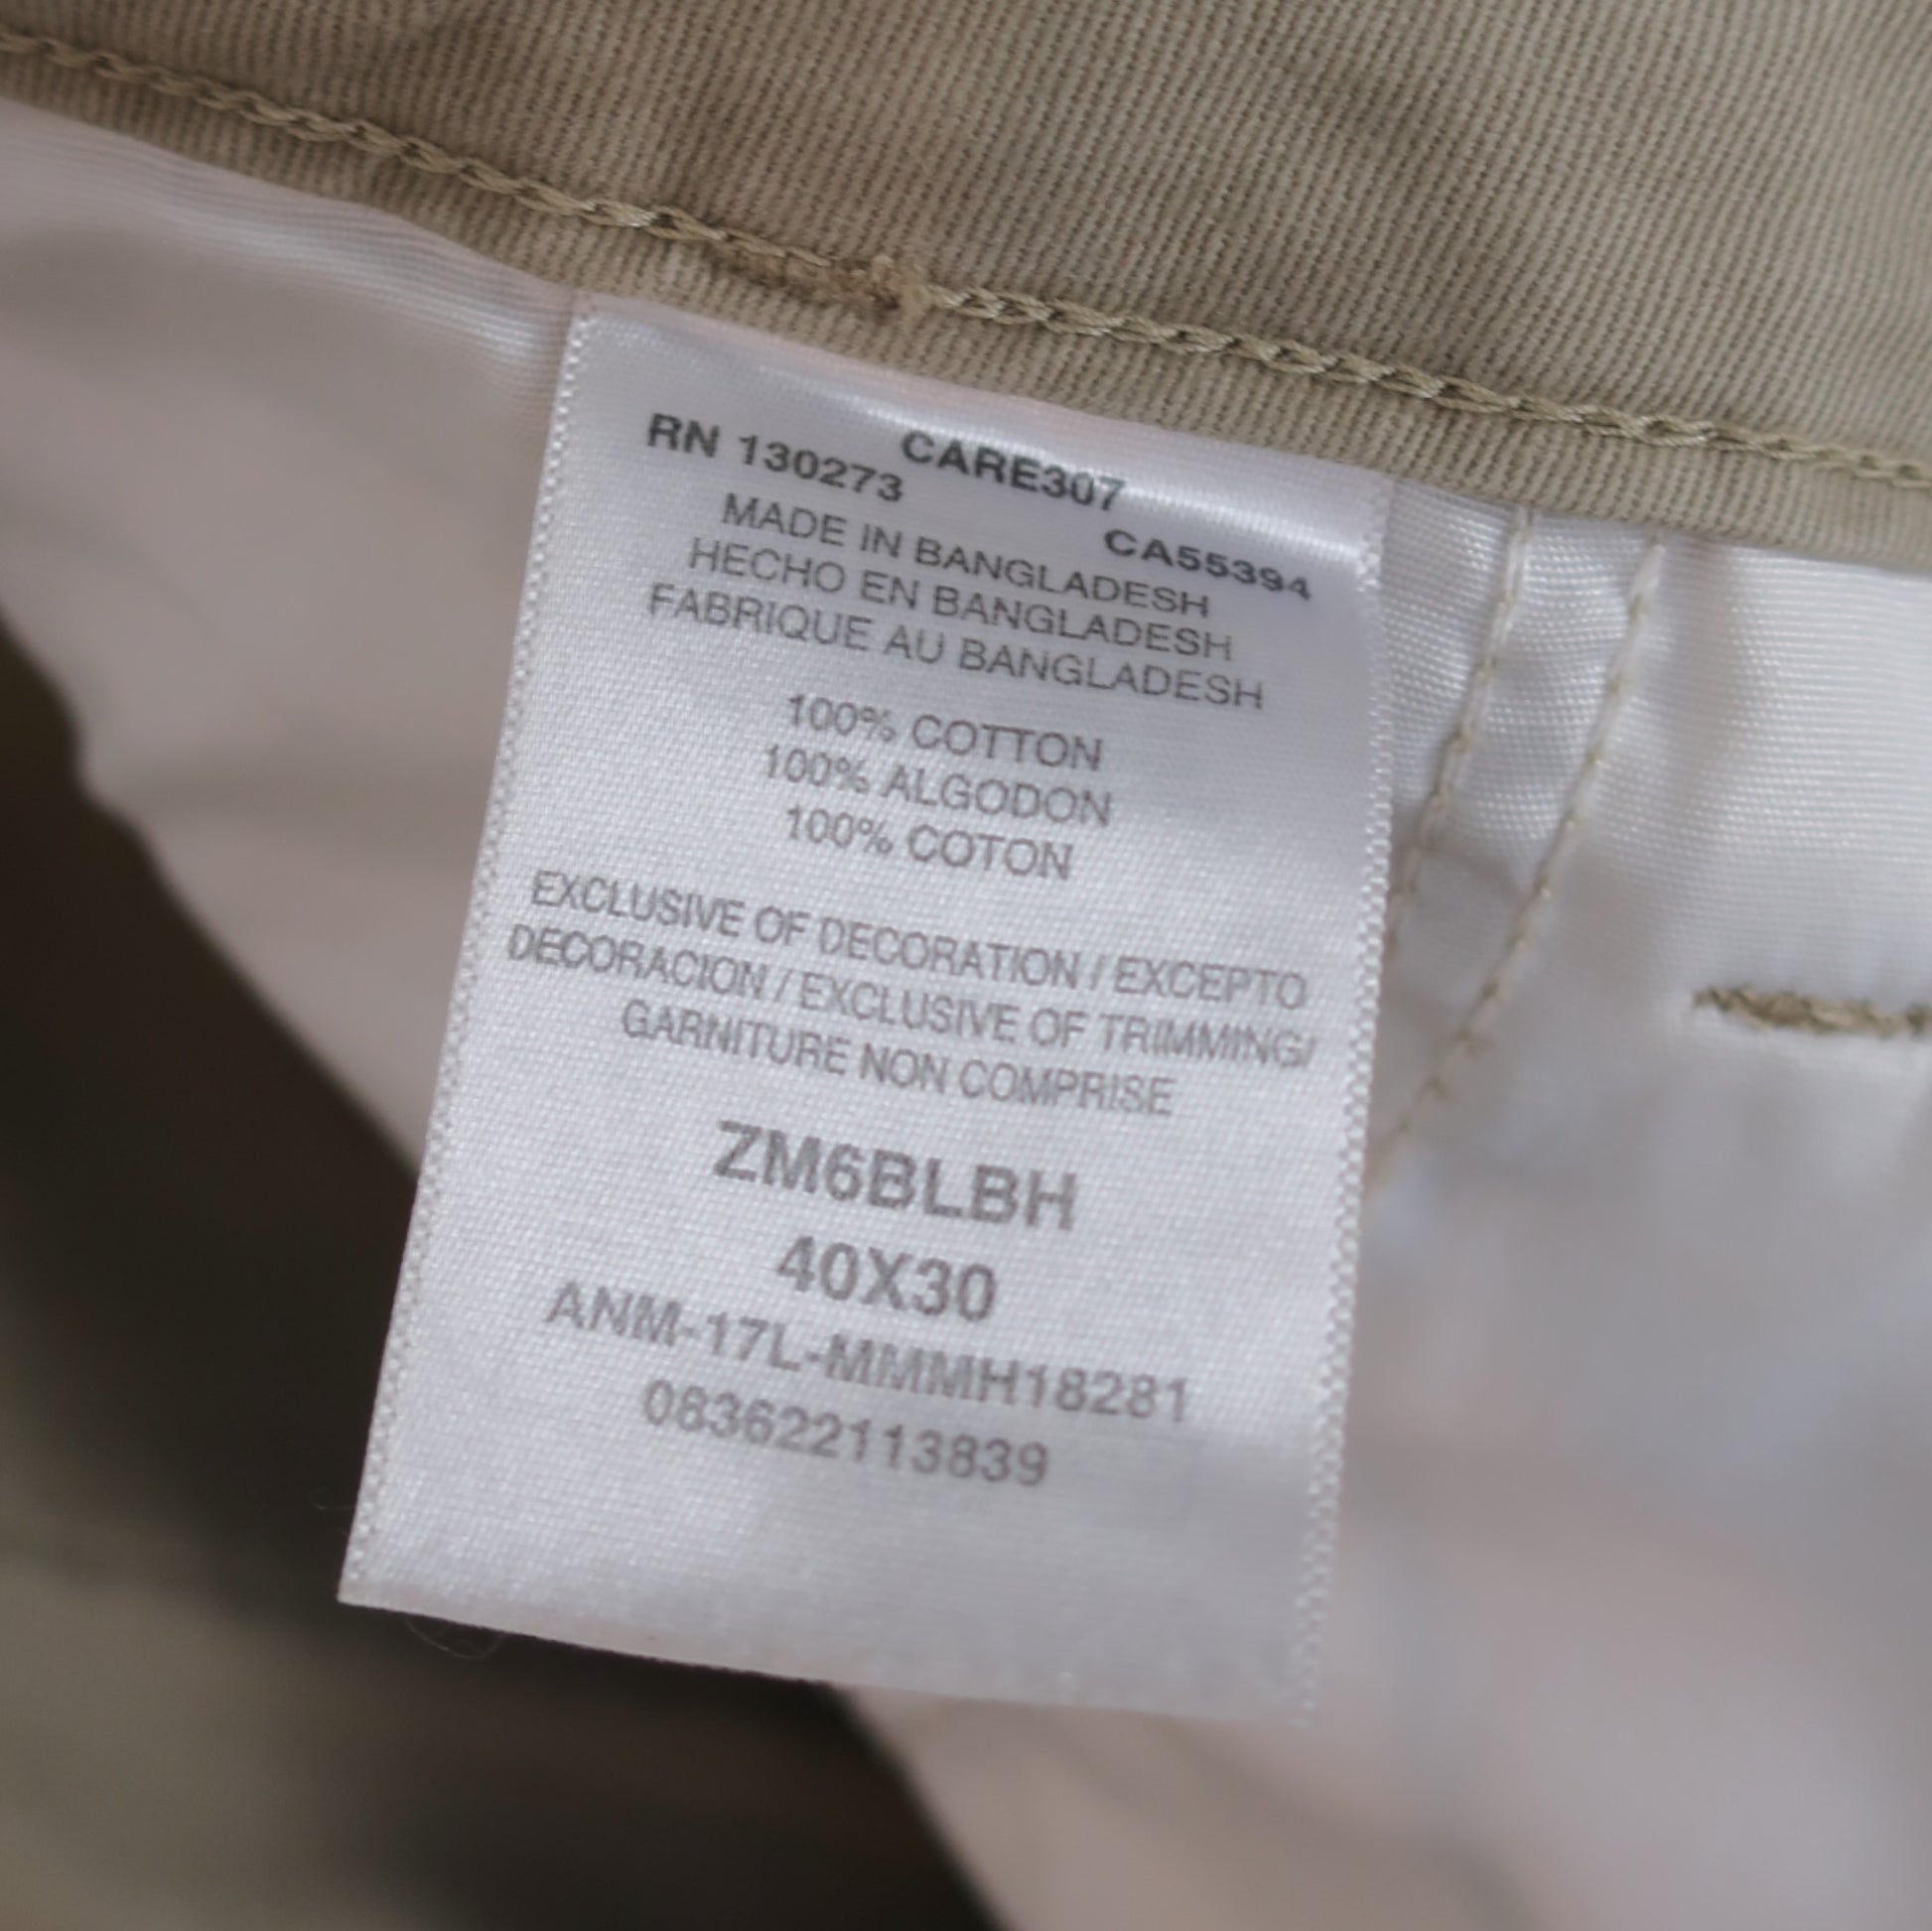 CARE307
RN 130273 CA55394
MADE IN BANGLADESH
HECHO EN BANGLADESH
FABRIQUE AU BANGLADESH
100% COTTON
100% ALGODON
100% COTON
EXCLUSIVE OF DECORATION / EXCEPTO
DECORACION / EXCLUSIVE OF TRIMMING/
GARNITURE NON COMPRISE
ZM6BLBH
40X30
ANM-17L-MMMH18281
083622113839